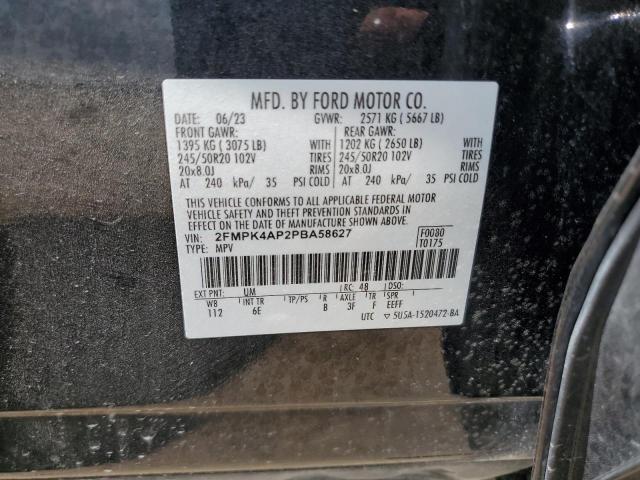 MFD. BY FORD MOTOR CO.
DATE: 06/23 GVWR: 2571 KG ( 5667 LB)
FRONT GAWR: REAR GAWR:
1395 KG ( 3075 LB) WITH 1202 KG ( 2650 LB) WITH
245/50R20 102V TIRES 245/50R20 102V TIRES
20x8.0J RIMS 20x8.0J RIMS
AT 240 kPa/ 35 PSI COLD AT 240 kPa/ 35 PSI COLD
THIS VEHICLE CONFORMS TO ALL APPLICABLE FEDERAL MOTOR
VEHICLE SAFETY AND BUMPER STANDARDS AND THEFT PREVENTION STANDARD IN
EFFECT ON THE DATE OF MANUFACTURE SHOWN ABOVE.
VIN: 2FMPK4AP2PBA58627 F0080
TYPE: MPV T0175
EXT PNT: UM RC: 48 DSO:
WB INT TR TP/PS R AXLE TR SPR
112 6E B 3F F EEFF
UTC ▽ 5U5A-1520472-BA